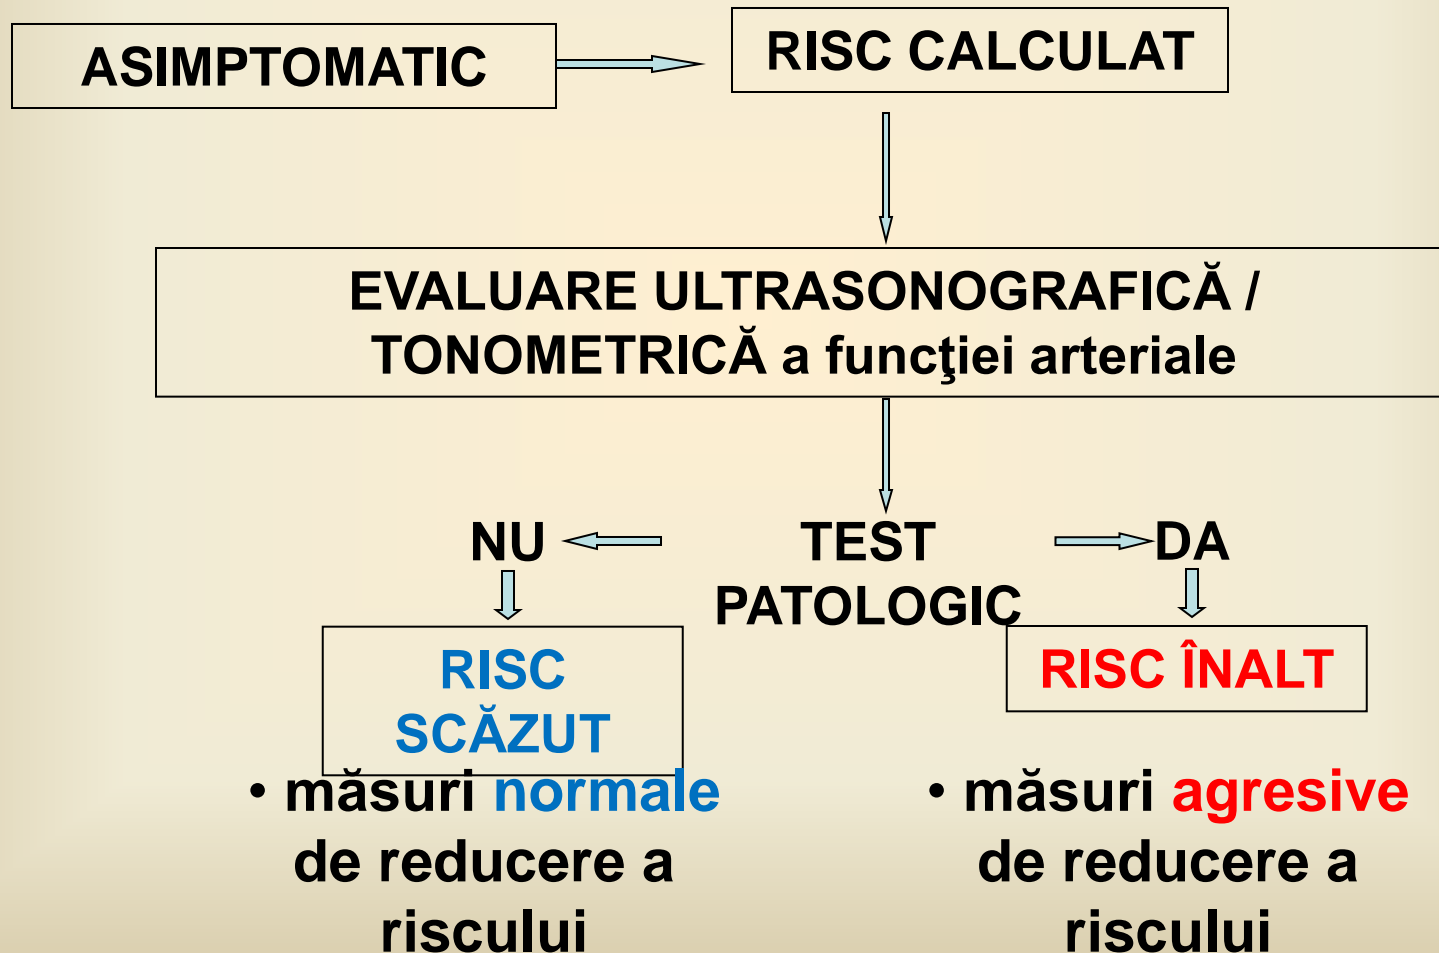 ASIMPTOMATIC
RISC CALCULAT
EVALUARE ULTRASONOGRAFICĂ /
TONOMETRICĂ a funcţiei arteriale
NU
TEST
PATOLOGIC
DA
RISC
SCĂZUT
• măsuri normale
de reducere a
riscului
RISC ÎNALT
• măsuri agresive
de reducere a
riscului